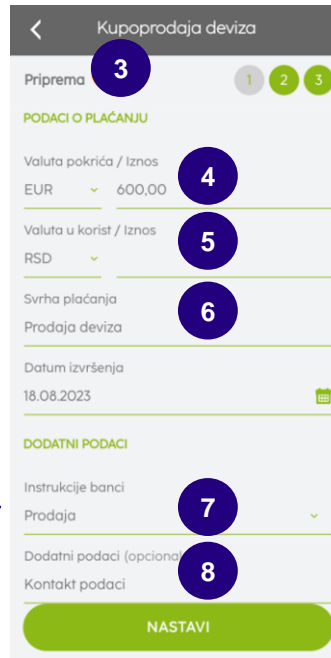 Kupoprodaja deviza
Priprema 3 1 2 3
PODACI O PLAĆANJU
Valuta pokrića / Iznos
EUR 600,00 4
Valuta u korist / Iznos
RSD 5
Svrha plaćanja
Prodaja deviza 6
Datum izvršenja
18.08.2023
DODATNI PODACI
Instrukcije banci
Prodaja 7
Dodatni podaci (opcional 8
Kontakt podaci
NASTAVI